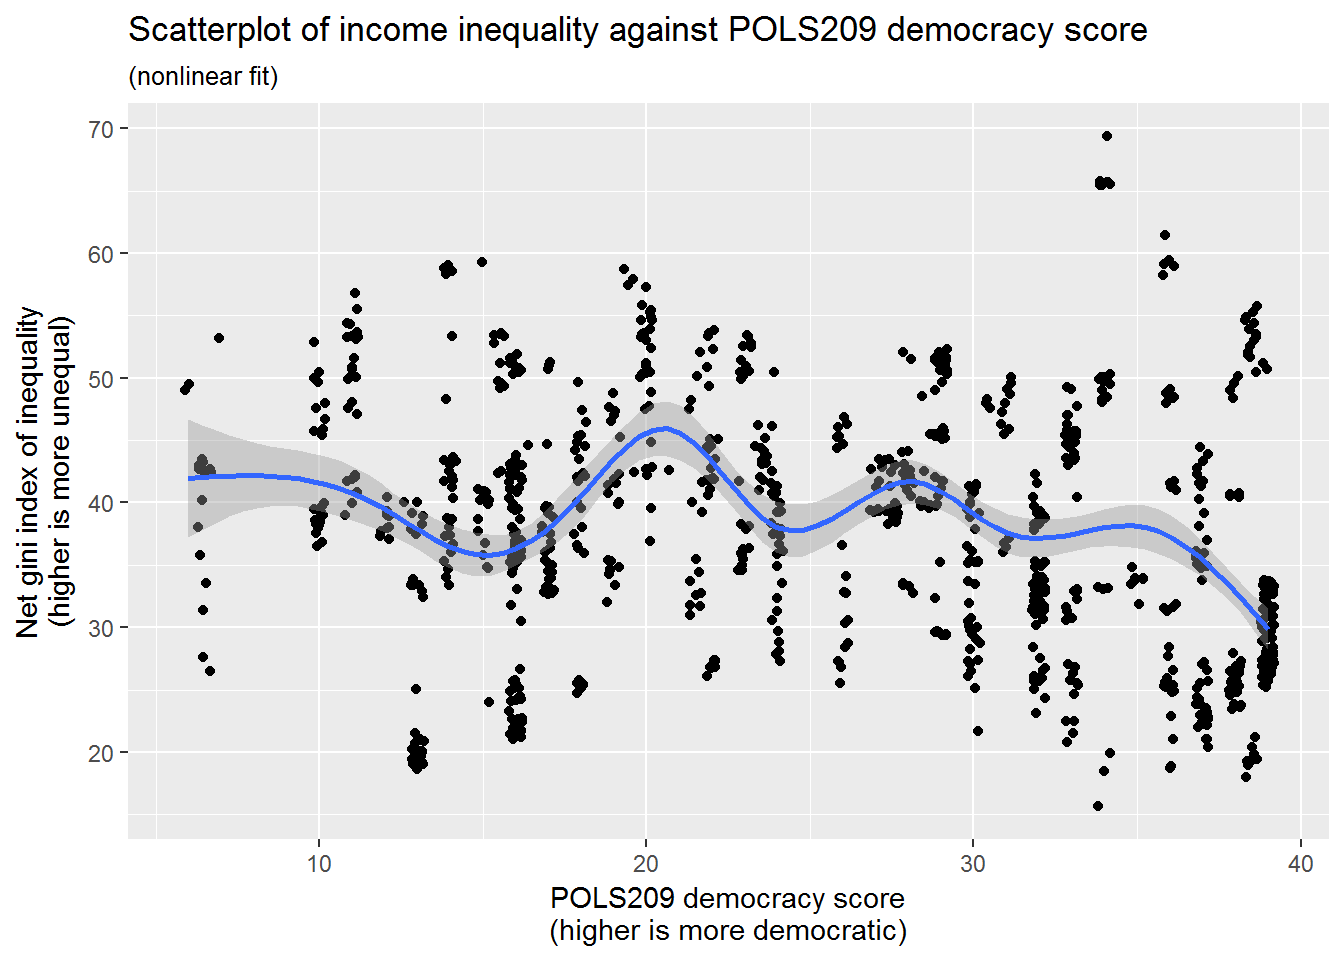 Scatterplot of income inequality against POLS209 democracy score
(nonlinear fit)
Net gini index of inequality
(higher is more unequal)
70
60
50
40
30
20
10
20
30
40
POLS209 democracy score
(higher is more democratic)